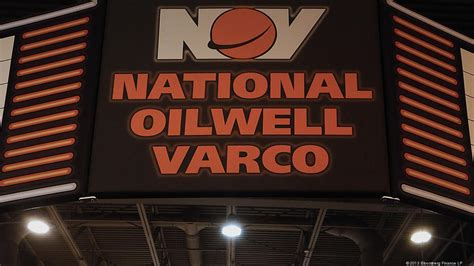 NOV
NATIONAL
OILWELL
VARCO
©2013 Bloomberg Finance LP